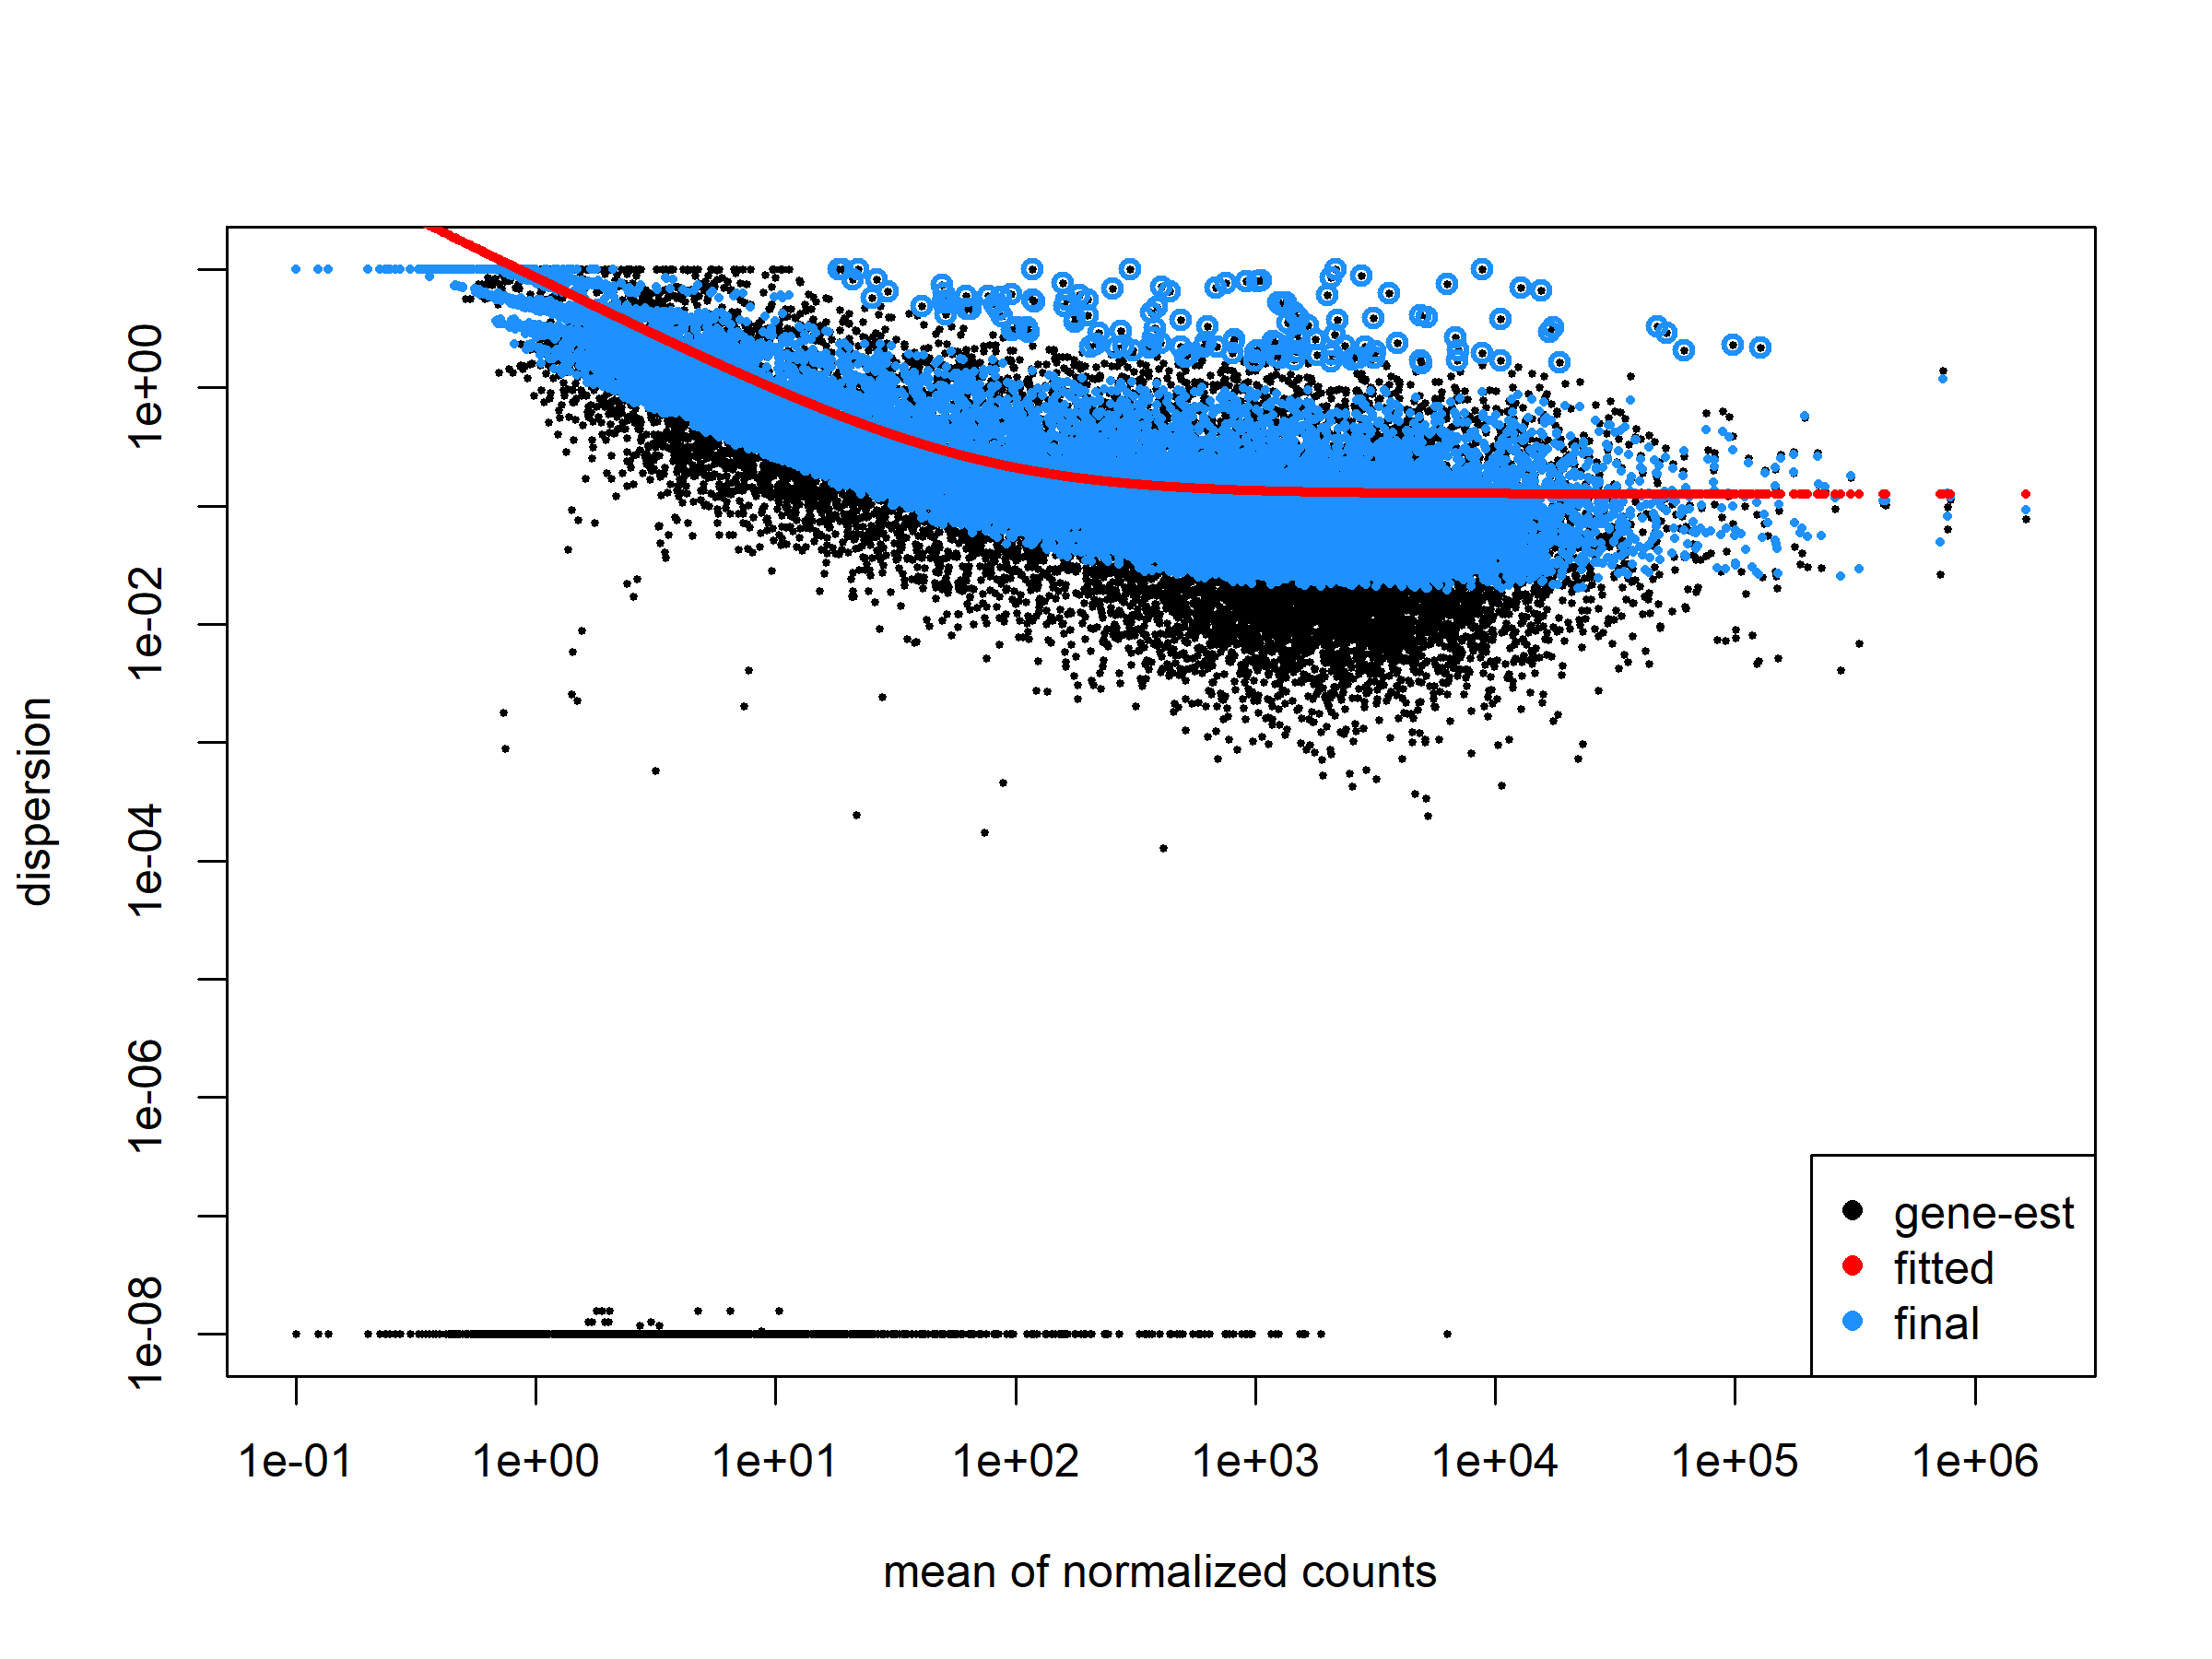 dispersion
1e+00
1e-02
1e-04
1e-06
1e-08
gene-est
fitted
final
1e-01 1e+00 1e+01 1e+02 1e+03 1e+04 1e+05 1e+06
mean of normalized counts